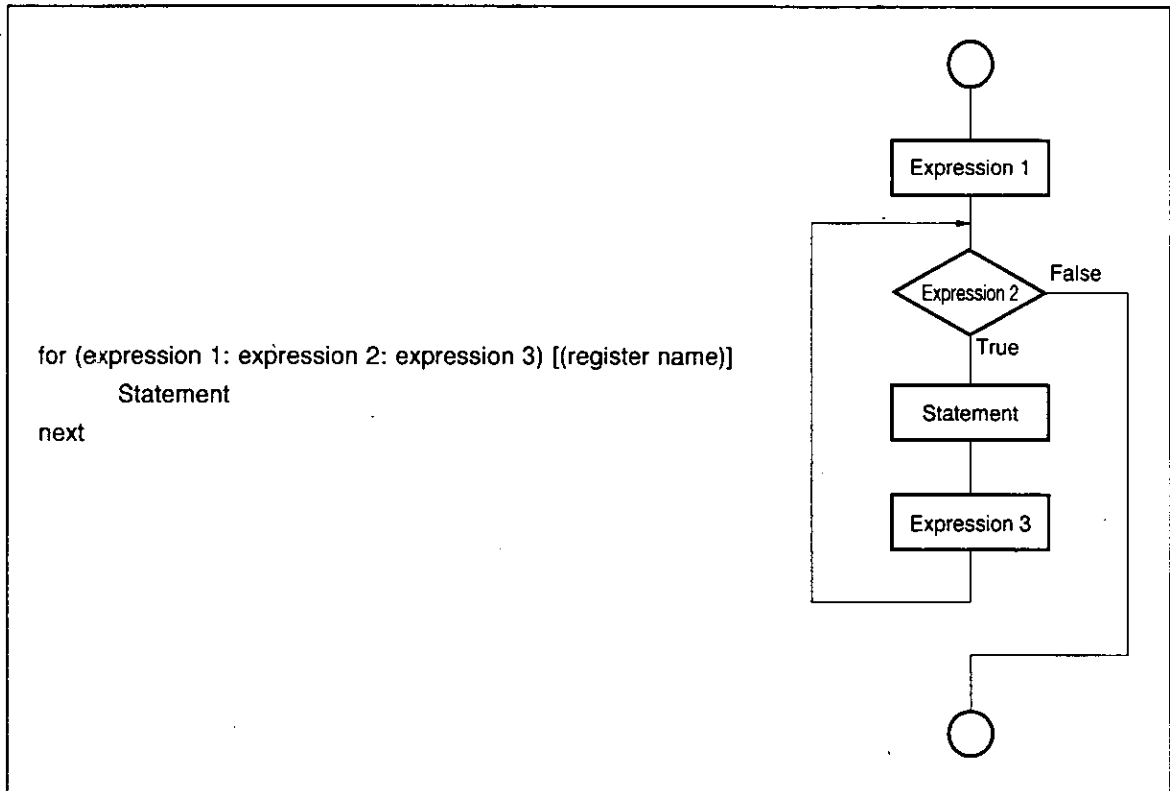 for (expression 1: expression 2: expression 3) [(register name)]
Statement
next
Expression 1
Expression 2
False
True
Statement
Expression 3